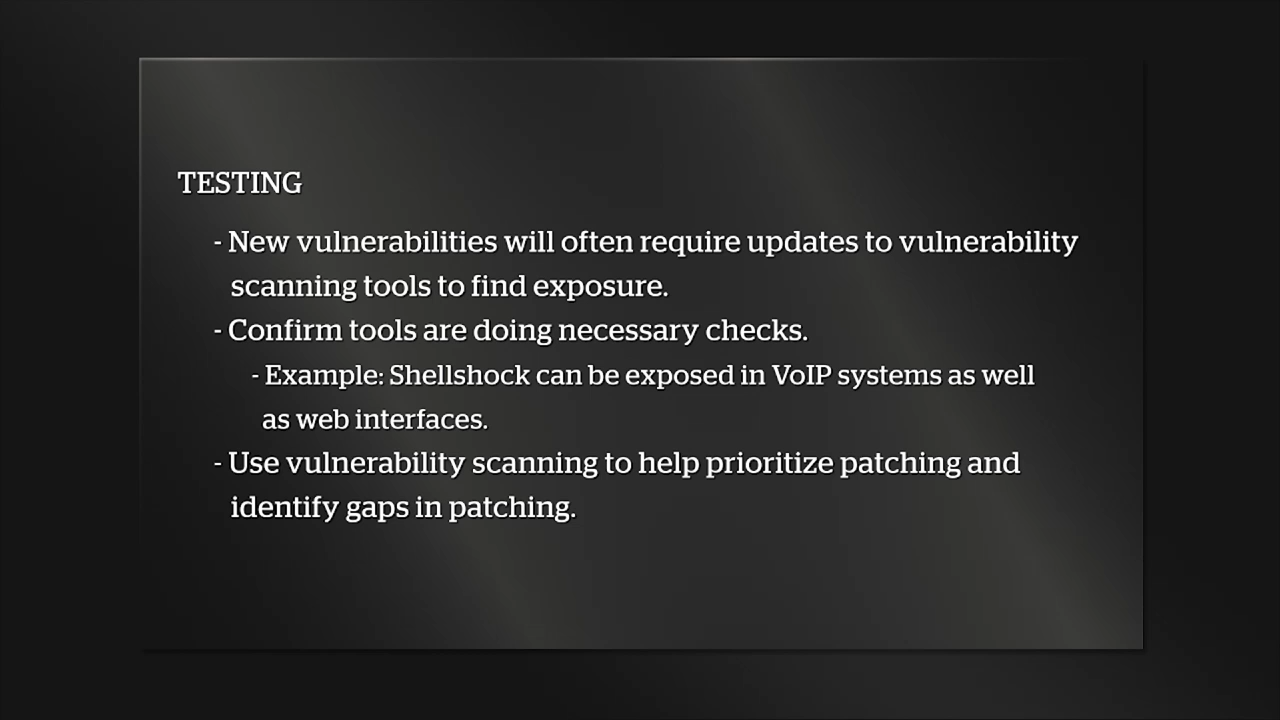 TESTING
- New vulnerabilities will often require updates to vulnerability
scanning tools to find exposure.
- Confirm tools are doing necessary checks.
- Example: Shellshock can be exposed in VoIP systems as well
as web interfaces.
- Use vulnerability scanning to help prioritize patching and
identify gaps in patching.